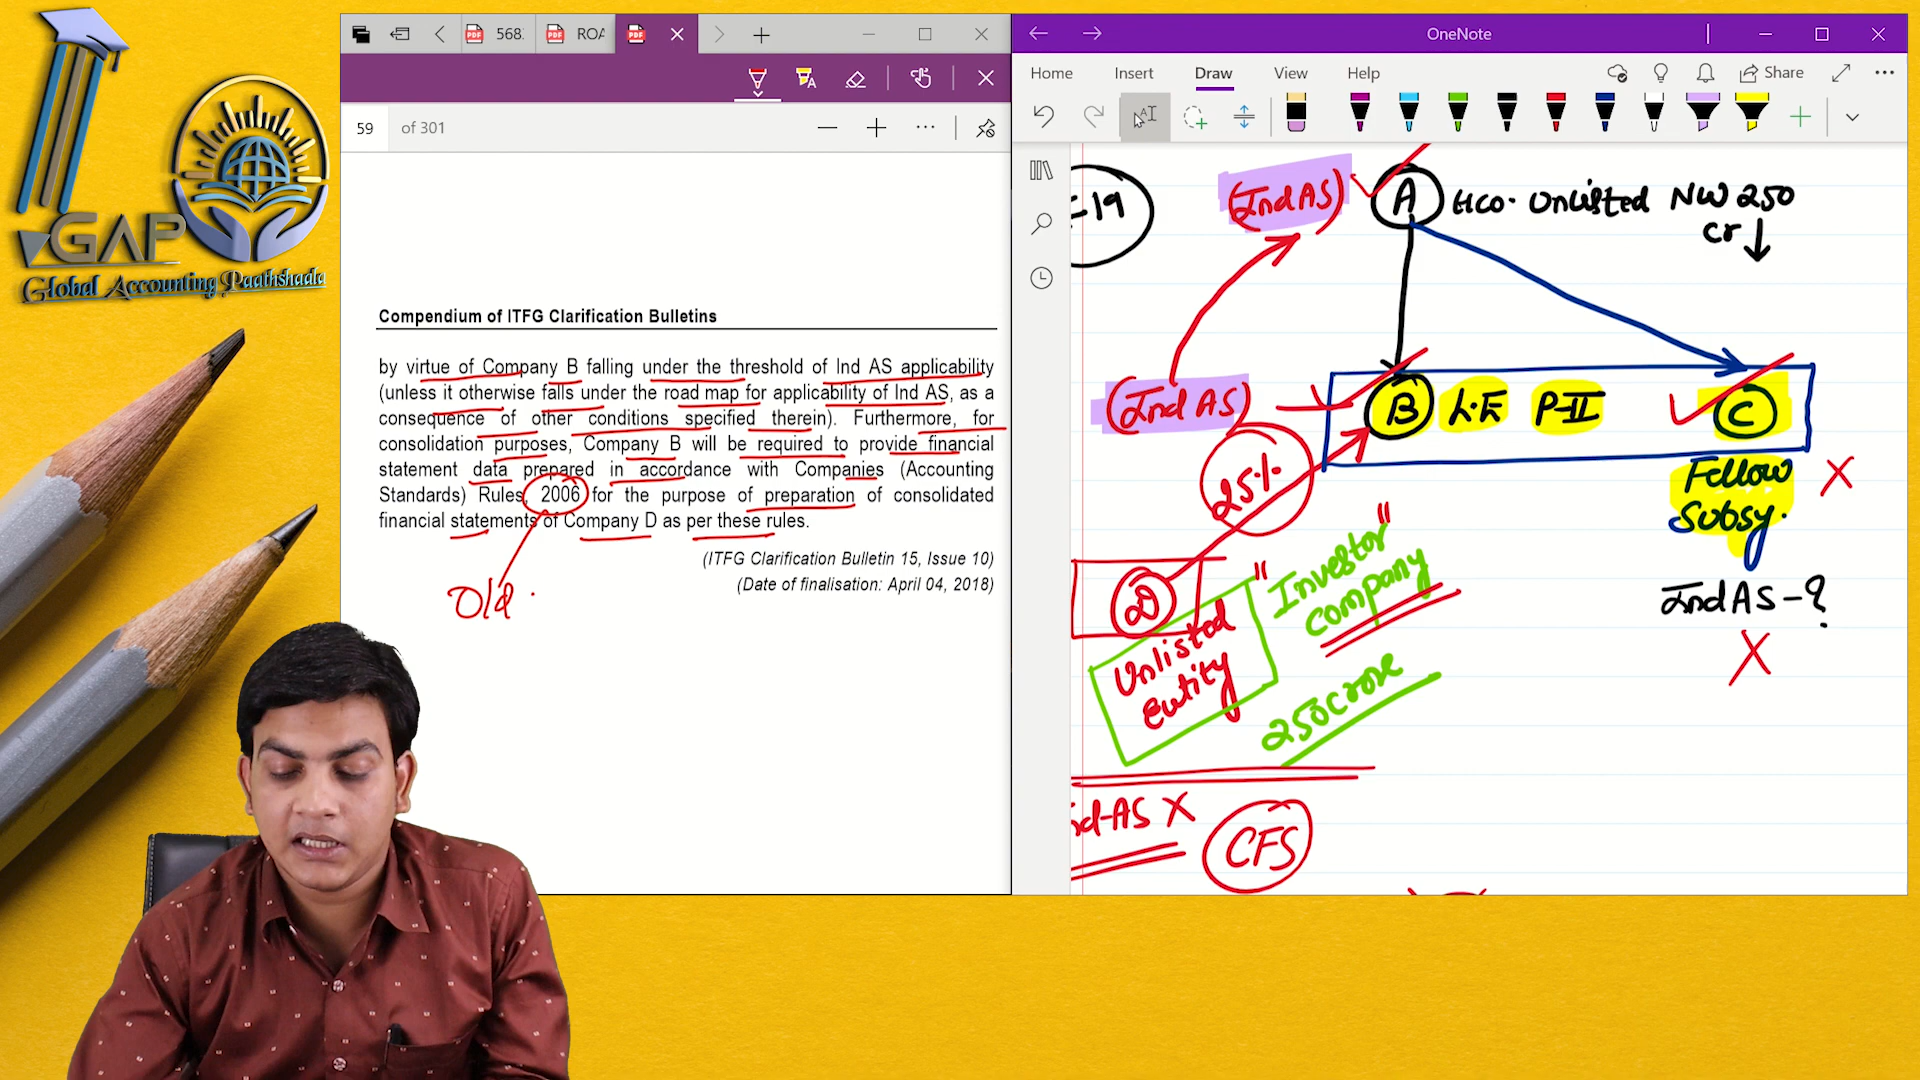 GAP
Global Accounting Paathshaala
568
ROA
59 of 301
Compendium of ITFG Clarification Bulletins
by virtue of Company B falling under the threshold of Ind AS applicability
(unless it otherwise falls under the road map for applicability of Ind AS, as a
consequence of other conditions specified therein). Furthermore, for
consolidation purposes, Company B will be required to provide financial
statement data prepared in accordance with Companies (Accounting
Standards) Rules, 2006 for the purpose of preparation of consolidated
financial statements of Company D as per these rules.
(ITFG Clarification Bulletin 15, Issue 10)
(Date of finalisation: April 04, 2018)
Old.
OneNote
Home Insert Draw View Help Share
19
(Ind AS) A HCO. Unlisted NW 250
cr ↓
(Ind AS) B L.E P-II C
25%
Fellow X
Subsy.
D
"Investor
Company"
Ind AS-?
X
Unlisted
Entity
250 crore
Ind-AS X
CFS